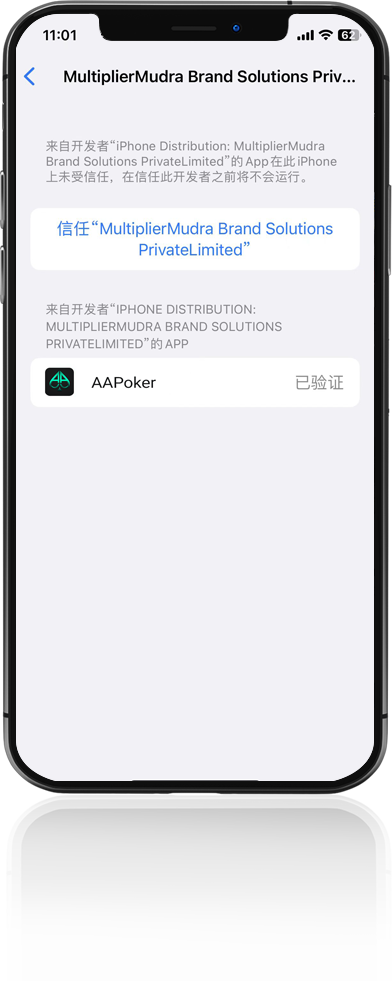 11:01
62
MultiplierMudra Brand Solutions Priv...
来自开发者“iPhone Distribution: MultiplierMudra
Brand Solutions PrivateLimited”的 App在此 iPhone
上未受信任，在信任此开发者之前将不会运行。
信任“MultiplierMudra Brand Solutions
PrivateLimited”
来自开发者“IPHONE DISTRIBUTION:
MULTIPLIERMUDRA BRAND SOLUTIONS
PRIVATELIMITED”的 APP
AAPoker
已验证